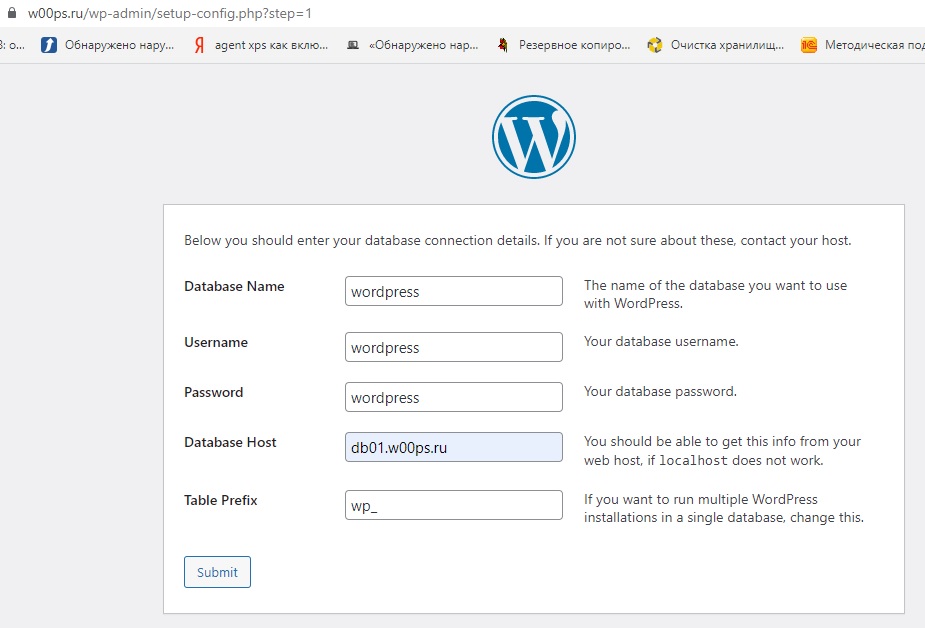 w00ps.ru/wp-admin/setup-config.php?step=1
Обнаружено нару... agent xps как вклю... «Обнаружено нар... Резервное копиро... Очистка хранилищ... Методическая под
Below you should enter your database connection details. If you are not sure about these, contact your host.
Database Name
wordpress
The name of the database you want to use
with WordPress.
Username
wordpress
Your database username.
Password
wordpress
Your database password.
Database Host
db01.w00ps.ru
You should be able to get this info from your
web host, if localhost does not work.
Table Prefix
wp_
If you want to run multiple WordPress
installations in a single database, change this.
Submit